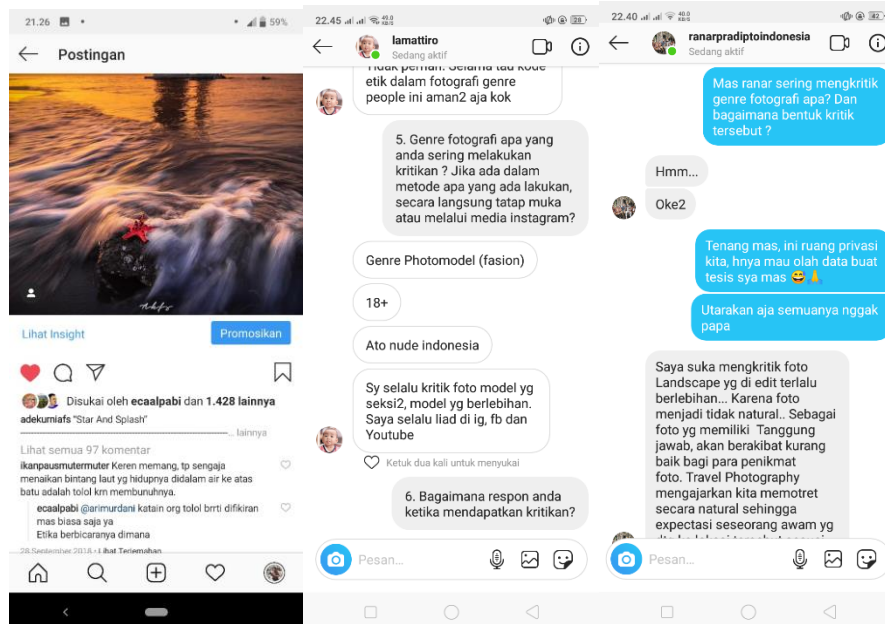 21.26
59%
Postingan
Lihat Insight
Promosikan
Disukai oleh ecaalpabi dan 1.428 lainnya
adekurniafs "Star And Splash"
... lainnya
Lihat semua 97 komentar
ikanpausmutermuter Keren memang, tp sengaja
menaikan bintang laut yg hidupnya didalam air ke atas
batu adalah tolol krn membunuhnya.
ecaalpabi @arimurdani katain org tolol brrti difikiran
mas biasa saja ya
Etika berbicaranya dimana
28 September 2018 • Lihat Terjemahan
22.45
28
lamattiro
Sedang aktif
Tidak pernah. Selama tau kode
etik dalam fotografi genre
people ini aman2 aja kok
5. Genre fotografi apa yang
anda sering melakukan
kritikan ? Jika ada dalam
metode apa yang ada lakukan,
secara langsung tatap muka
atau melalui media instagram?
Genre Photomodel (fasion)
18+
Ato nude indonesia
Sy selalu kritik foto model yg
seksi2, model yg berlebihan.
Saya selalu liad di ig, fb dan
Youtube
Ketuk dua kali untuk menyukai
6. Bagaimana respon anda
ketika mendapatkan kritikan?
Pesan...
22.40
42
ranarpradiptoindonesia
Sedang aktif
Mas ranar sering mengkritik
genre fotografi apa? Dan
bagaimana bentuk kritik
tersebut ?
Hmm...
Oke2
Tenang mas, ini ruang privasi
kita, hnya mau olah data buat
tesis sya mas 😅🙏
Utarakan aja semuanya nggak
papa
Saya suka mengkritik foto
Landscape yg di edit terlalu
berlebihan... Karena foto
menjadi tidak natural.. Sebagai
foto yg memiliki Tanggung
jawab, akan berakibat kurang
baik bagi para penikmat
foto. Travel Photography
mengajarkan kita memotret
secara natural sehingga
expectasi seseorang awam yg
Pesan...